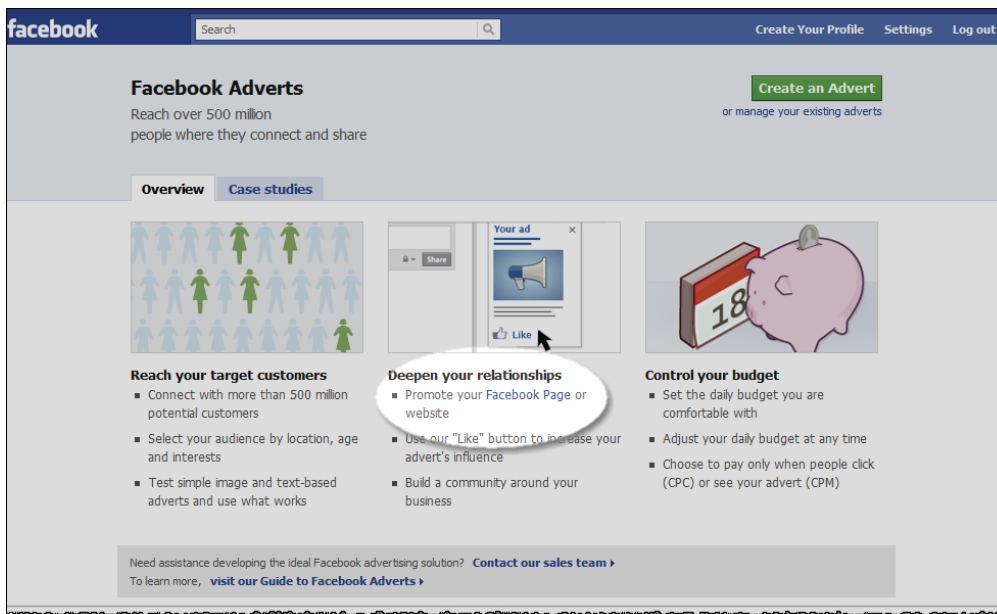 facebook
Search
Create Your Profile Settings Log out
Facebook Adverts
Reach over 500 million
people where they connect and share
Create an Advert
or manage your existing adverts
Overview Case studies
Your ad
Share
Like
18
Reach your target customers
Connect with more than 500 million
potential customers
Select your audience by location, age
and interests
Test simple image and text-based
adverts and use what works
Deepen your relationships
Promote your Facebook Page or
website
Use our "Like" button to increase your
advert's influence
Build a community around your
business
Control your budget
Set the daily budget you are
comfortable with
Adjust your daily budget at any time
Choose to pay only when people click
(CPC) or see your advert (CPM)
Need assistance developing the ideal Facebook advertising solution? Contact our sales team
To learn more, visit our Guide to Facebook Adverts